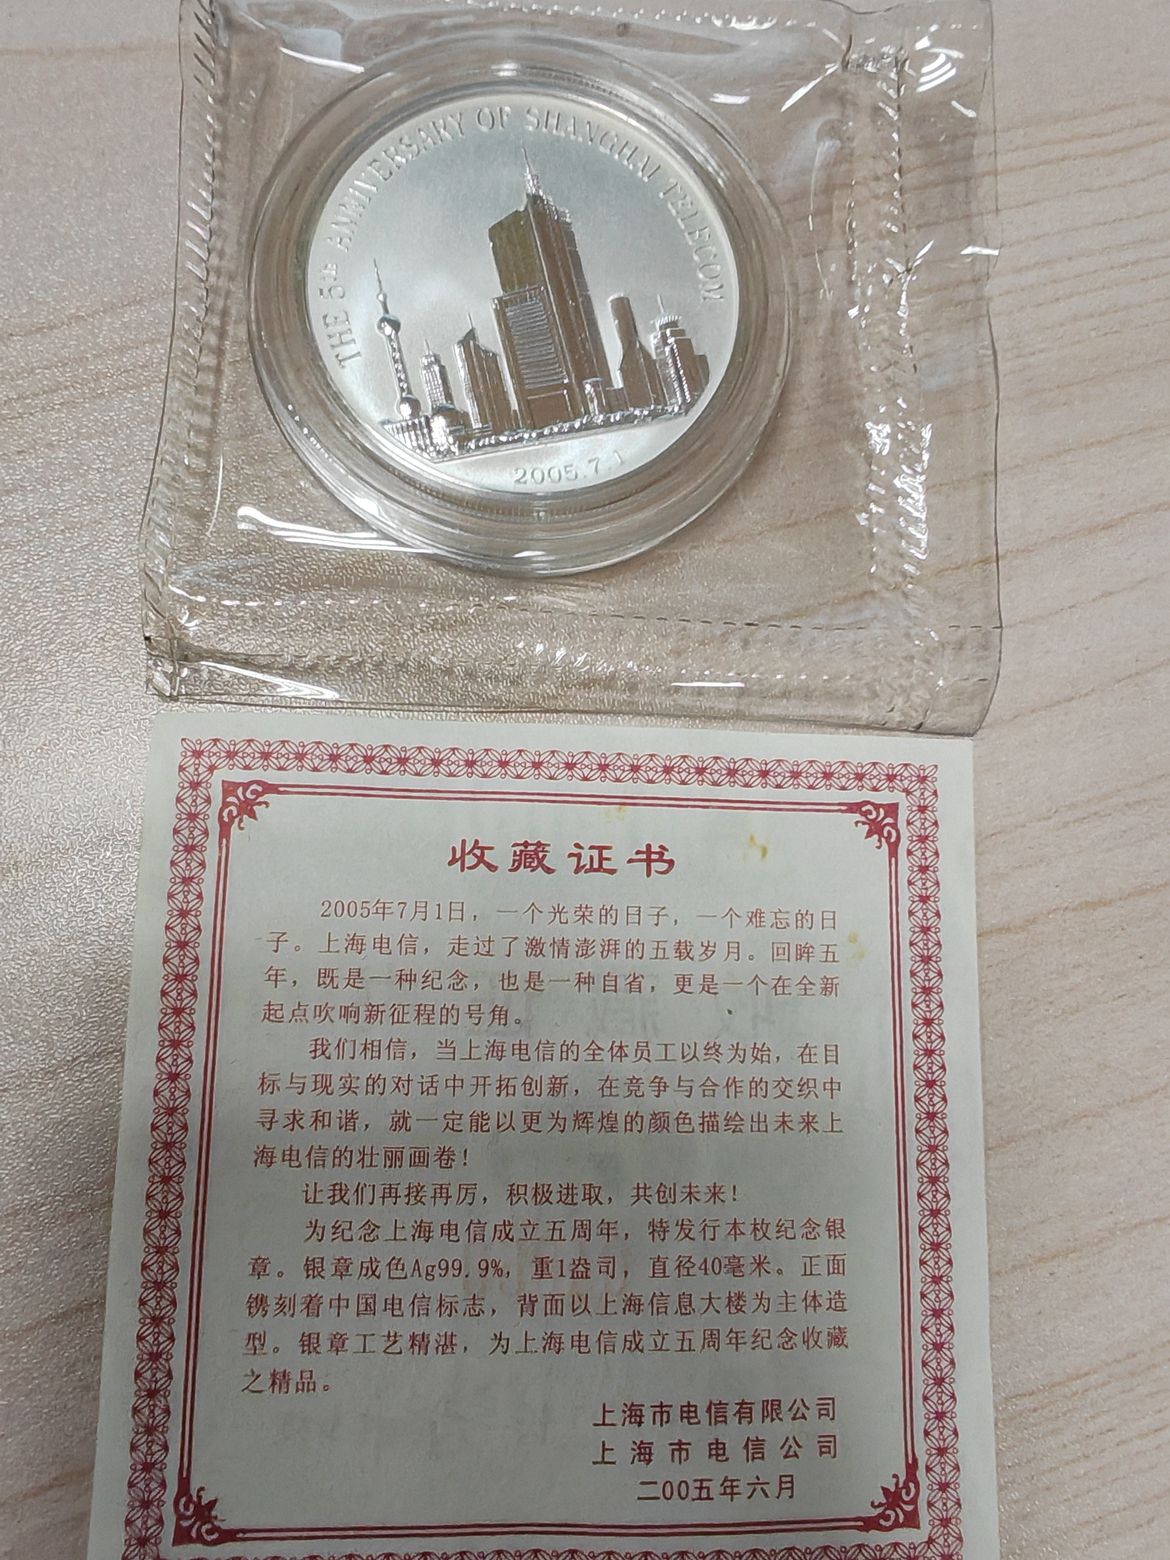 THE 5th ANNIVERSARY OF SHANGHAI TELECOM
2005.7.1
收藏证书
2005年7月1日，一个光荣的日子，一个难忘的日
子。上海电信，走过了激情澎湃的五载岁月。回眸五
年，既是一种纪念，也是一种自省，更是一个在全新
起点吹响新征程的号角。
我们相信，当上海电信的全体员工以终为始，在目
标与现实的对话中开拓创新，在竞争与合作的交织中
寻求和谐，就一定能以更为辉煌的颜色描绘出未来上
海电信的壮丽画卷！
让我们再接再厉，积极进取，共创未来！
为纪念上海电信成立五周年，特发行本枚纪念银
章。银章成色Ag99.9%，重1盎司，直径40毫米。正面
镌刻着中国电信标志，背面以上海信息大楼为主体造
型。银章工艺精湛，为上海电信成立五周年纪念收藏
之精品。
上海市电信有限公司
上海市电信公司
二00五年六月